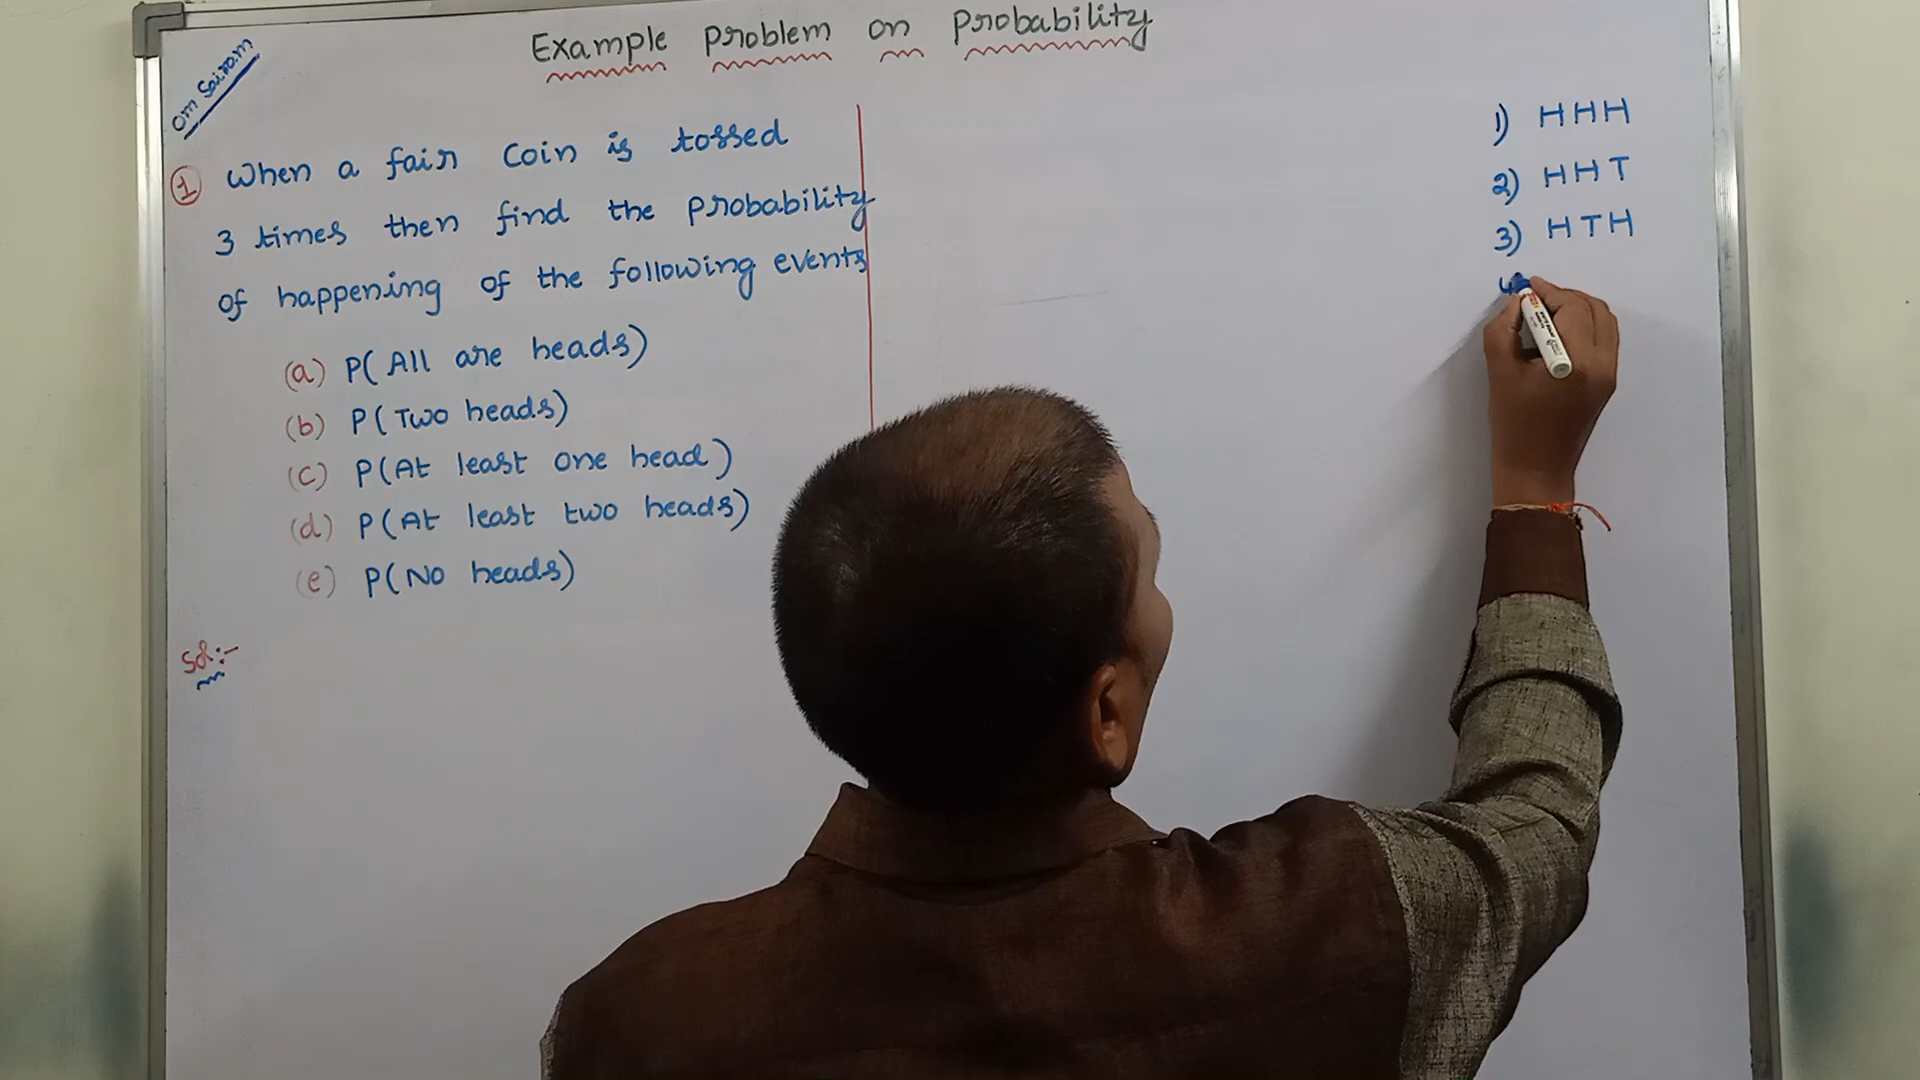 Example problem on probability
Om Sairam
1 When a fair coin is tossed
3 times then find the probability
of happening of the following events
(a) P(All are heads)
(b) P(Two heads)
(c) P(At least one head)
(d) P(At least two heads)
(e) P(No heads)
Sol:-
1) HHH
2) HHT
3) HTH
4